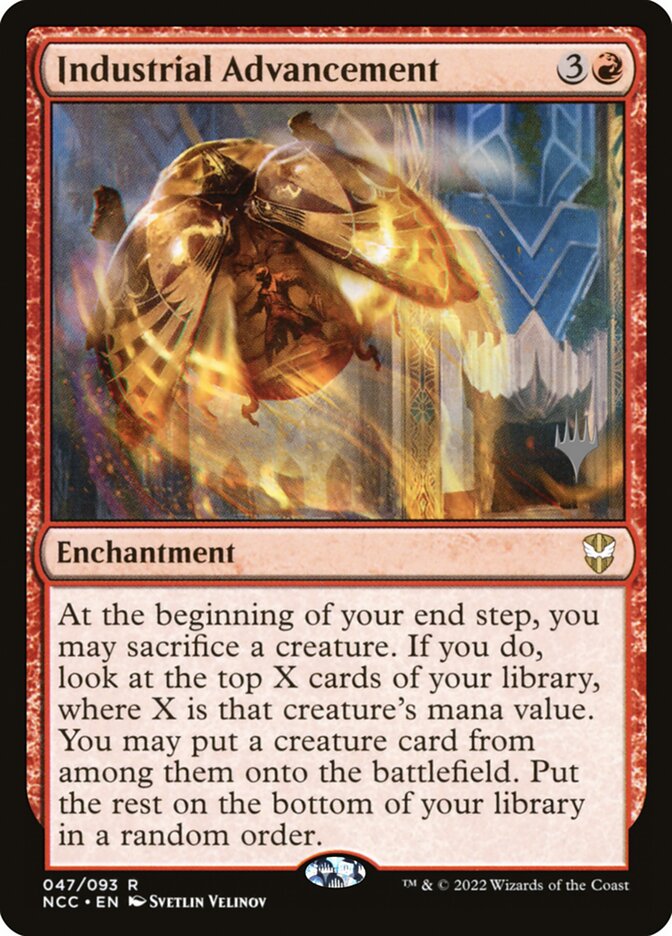 Industrial Advancement 3
Enchantment
At the beginning of your end step, you
may sacrifice a creature. If you do,
look at the top X cards of your library,
where X is that creature's mana value.
You may put a creature card from
among them onto the battlefield. Put
the rest on the bottom of your library
in a random order.
047/093 R
NCC • EN Svetlin Velinov
™ & © 2022 Wizards of the Coast